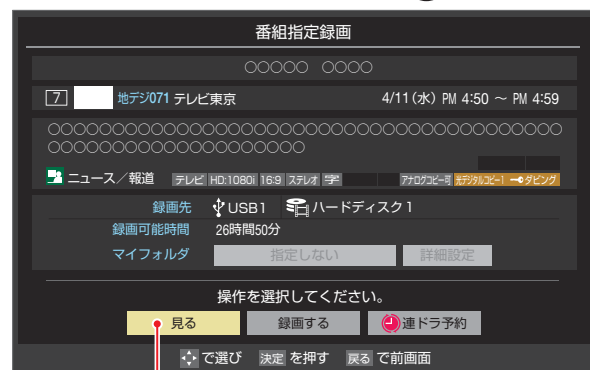 番組指定録画
○○○○○ ○○○○
7 地デジ071 テレビ東京 4/11(水) PM 4:50 ～ PM 4:59
○○○○○○○○○○○○○○○○○○○○○○○○○○○○○○○○○○○○○○○○
○○○○○○○○○○○○○○○○○○○○
ニュース／報道 テレビ HD:1080i 16:9 ステレオ 字 アナログコピー可 光デジタルコピー1 ダビング
録画先 USB1 ハードディスク1
録画可能時間 26時間50分
マイフォルダ 指定しない 詳細設定
操作を選択してください。
見る 録画する 連ドラ予約
で選び 決定 を押す 戻る で前画面